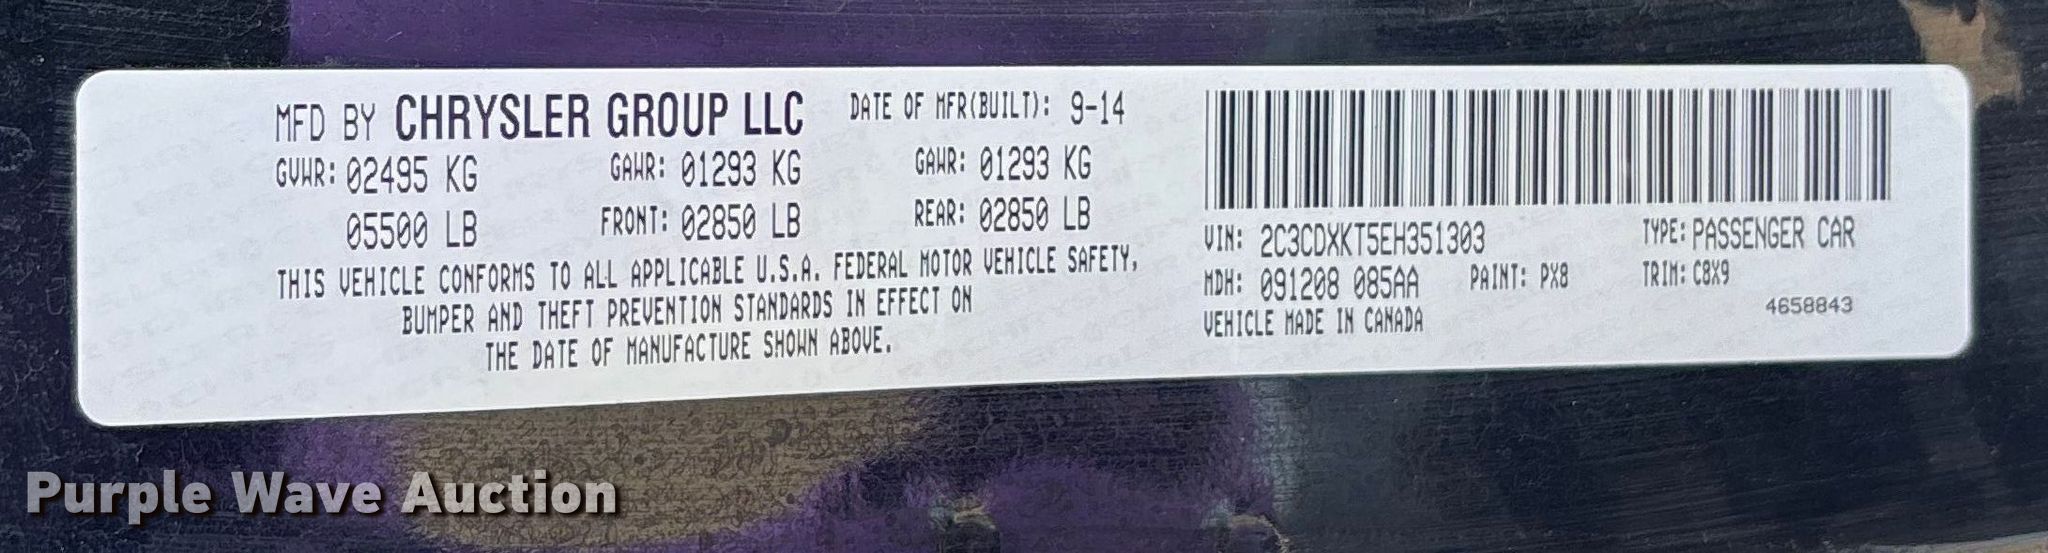 MFD BY CHRYSLER GROUP LLC DATE OF MFR(BUILT): 9-14
GVWR: 02495 KG GAWR: 01293 KG GAWR: 01293 KG
05500 LB FRONT: 02850 LB REAR: 02850 LB
THIS VEHICLE CONFORMS TO ALL APPLICABLE U.S.A. FEDERAL MOTOR VEHICLE SAFETY,
BUMPER AND THEFT PREVENTION STANDARDS IN EFFECT ON
THE DATE OF MANUFACTURE SHOWN ABOVE.
VIN: 2C3CDXKT5EH351303 TYPE: PASSENGER CAR
MDH: 091208 085AA PAINT: PX8 TRIM: C8X9
VEHICLE MADE IN CANADA 4658843
Purple Wave Auction